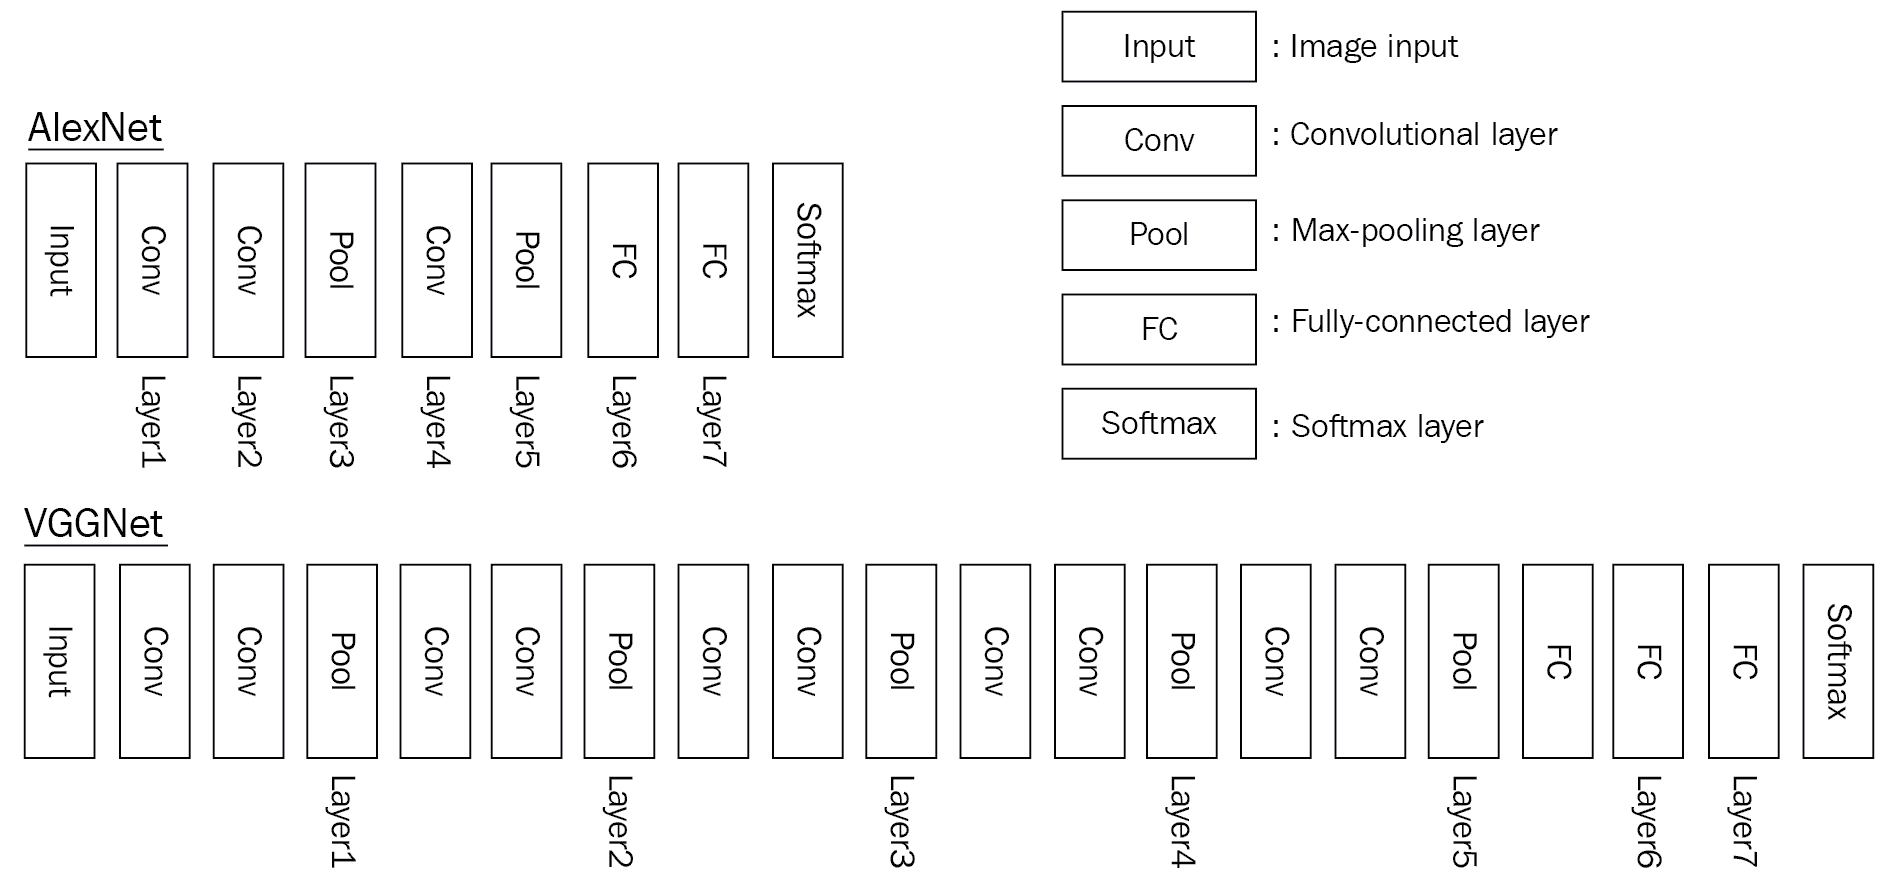 Input : Image input
Conv : Convolutional layer
Pool : Max-pooling layer
FC : Fully-connected layer
Softmax : Softmax layer
AlexNet
Input Conv Conv Pool Conv Pool FC FC Softmax
Layer1 Layer2 Layer3 Layer4 Layer5 Layer6 Layer7
VGGNet
Input Conv Conv Pool Conv Conv Pool Conv Conv Pool Conv Conv Pool Conv Conv Pool FC FC FC Softmax
Layer1 Layer2 Layer3 Layer4 Layer5 Layer6 Layer7